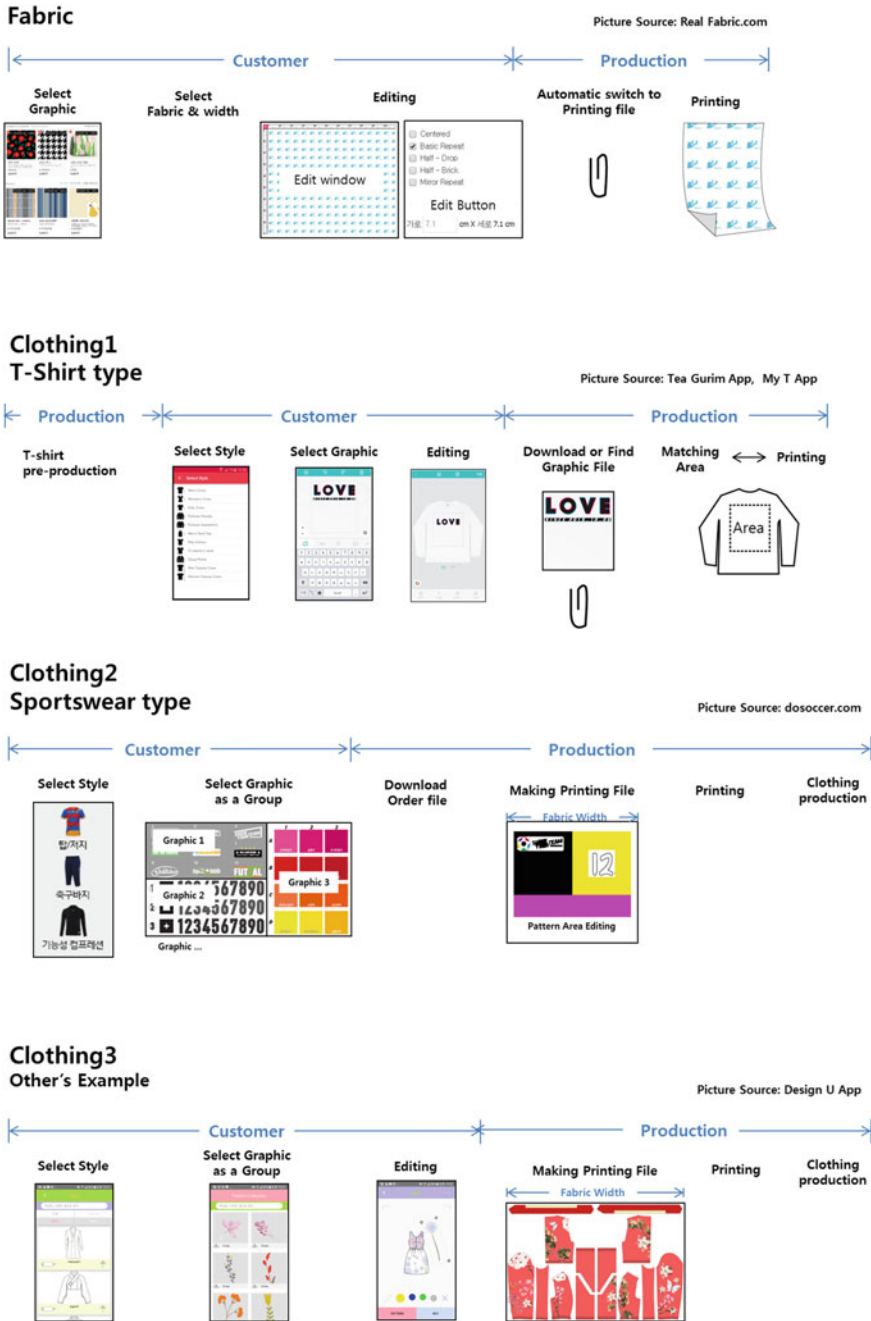 Fabric
Picture Source: Real Fabric.com
Customer
Production
Select
Graphic
Select
Fabric & width
Editing
Automatic switch to
Printing file
Printing
Edit window
Centered
Basic Repeat
Half - Drop
Half - Brick
Mirror Repeat
Edit Button
가로 7.1 cm X 세로 7.1 cm
Clothing1
T-Shirt type
Picture Source: Tea Gurim App, My T App
Production
Customer
Production
T-shirt
pre-production
Select Style
Select Graphic
Editing
Download or Find
Graphic File
Matching
Area
Printing
Select Style
LOVE
LOVE
LOVE
Area
Clothing2
Sportswear type
Picture Source: dosoccer.com
Customer
Production
Select Style
Select Graphic
as a Group
Download
Order file
Making Printing File
Printing
Clothing
production
Fabric Width
탑/저지
축구바지
기능성 컴프레션
Graphic 1
Graphic 2
Graphic 3
1234567890
Graphic ...
12
Pattern Area Editing
Clothing3
Other's Example
Picture Source: Design U App
Customer
Production
Select Style
Select Graphic
as a Group
Editing
Making Printing File
Printing
Clothing
production
Fabric Width